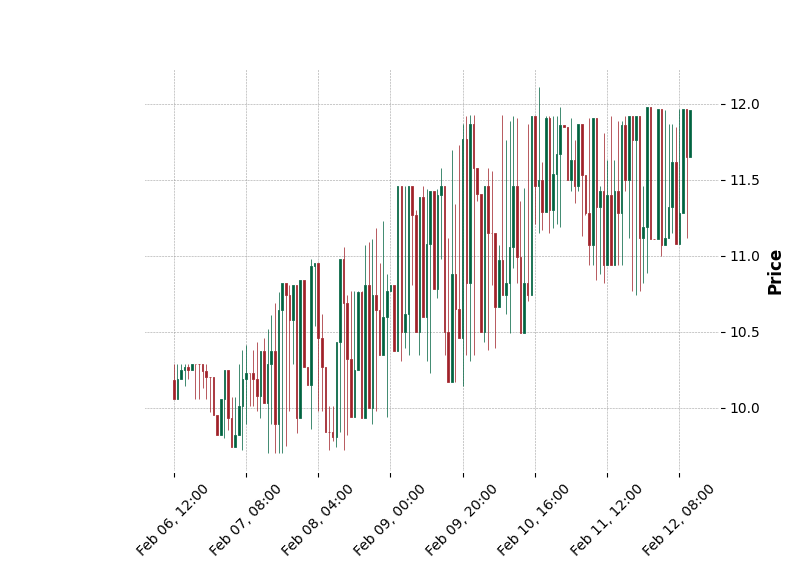 12.0
11.5
11.0
10.5
10.0
Price
Feb 06, 12:00
Feb 07, 08:00
Feb 08, 04:00
Feb 09, 00:00
Feb 09, 20:00
Feb 10, 16:00
Feb 11, 12:00
Feb 12, 08:00